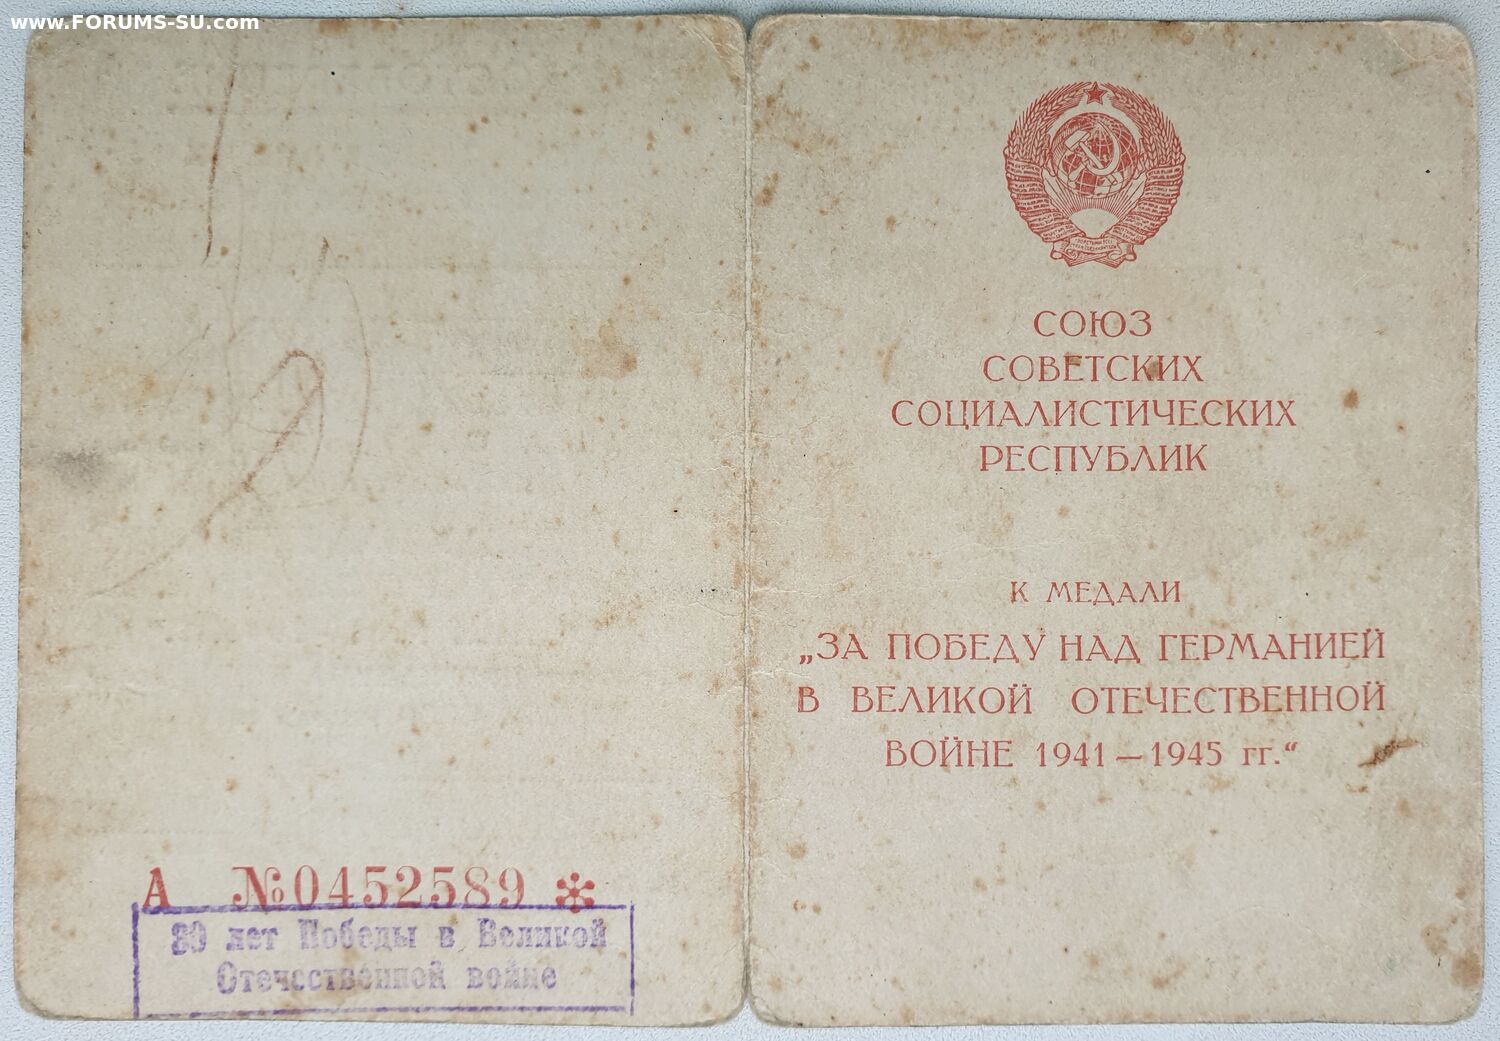 www.FORUMS-SU.com
СОЮЗ
СОВЕТСКИХ
СОЦИАЛИСТИЧЕСКИХ
РЕСПУБЛИК
К МЕДАЛИ
„ЗА ПОБЕДУ НАД ГЕРМАНИЕЙ
В ВЕЛИКОЙ ОТЕЧЕСТВЕННОЙ
ВОЙНЕ 1941 — 1945 гг.“
А №0452589
лет Победы в Великой
Отечественной войне